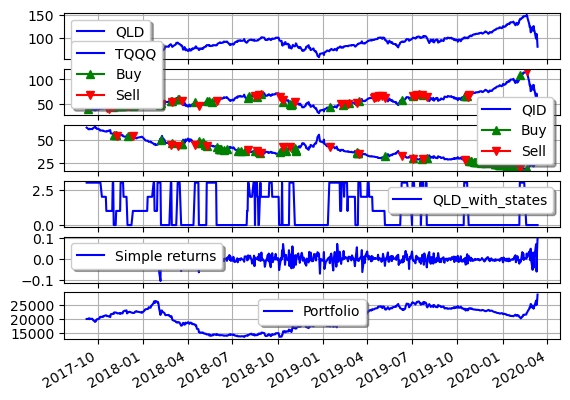 150
100
QLD
TQQQ
Buy
Sell
100
50
QID
Buy
Sell
50
25
2.5
0.0
QLD_with_states
0.1
0.0
−0.1
Simple returns
25000
20000
15000
Portfolio
2017-10
2018-01
2018-04
2018-07
2018-10
2019-01
2019-04
2019-07
2019-10
2020-01
2020-04